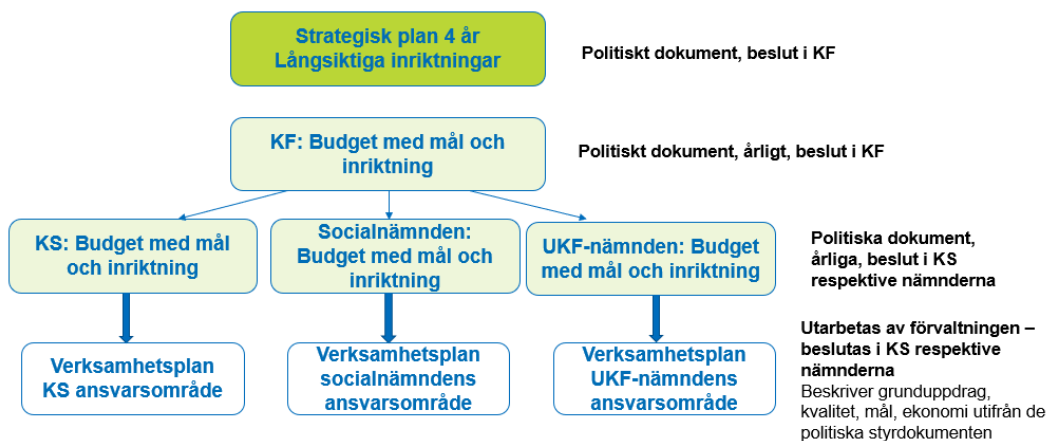 Strategisk plan 4 år
Långsiktiga inriktningar
Politiskt dokument, beslut i KF
KF: Budget med mål och
inriktning
Politiskt dokument, årligt, beslut i KF
KS: Budget med mål
och inriktning
Socialnämnden:
Budget med mål och
inriktning
UKF-nämnden: Budget
med mål och inriktning
Politiska dokument,
årliga, beslut i KS
respektive nämnderna
Verksamhetsplan
KS ansvarsområde
Verksamhetsplan
socialnämndens
ansvarsområde
Verksamhetsplan
UKF-nämndens
ansvarsområde
Utarbetas av förvaltningen –
beslutas i KS respektive
nämnderna
Beskriver grunduppdrag,
kvalitet, mål, ekonomi utifrån de
politiska styrdokumenten